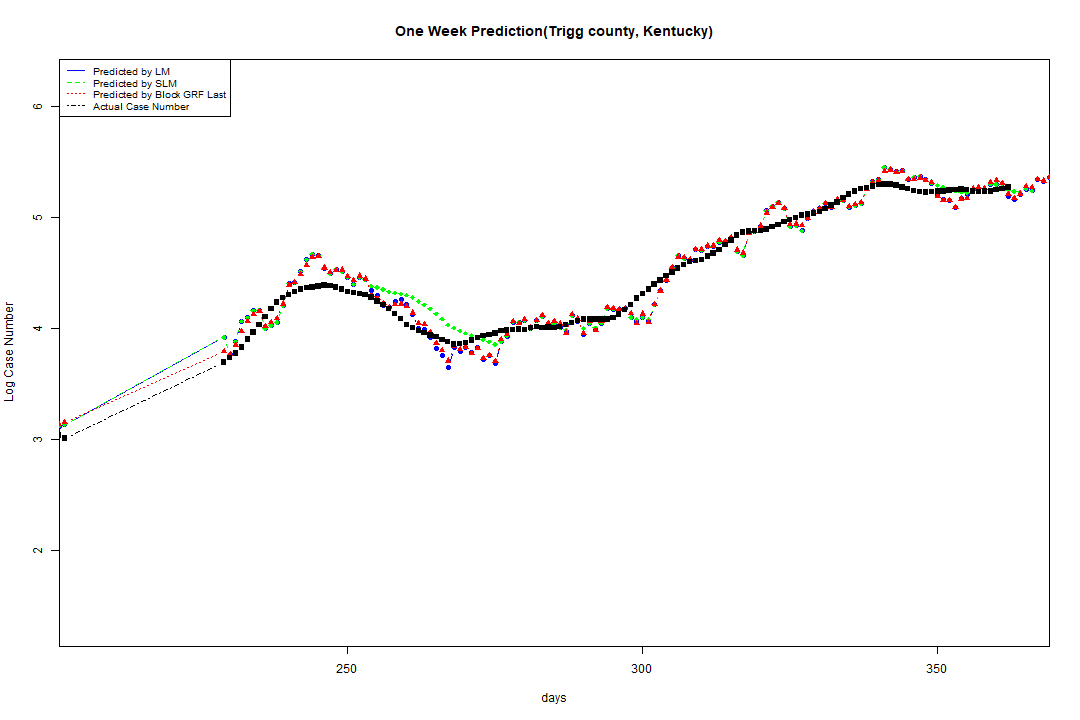 One Week Prediction(Trigg county, Kentucky)
Predicted by LM
Predicted by SLM
Predicted by Block GRF Last
Actual Case Number
6
5
4
3
2
Log Case Number
250
300
350
days